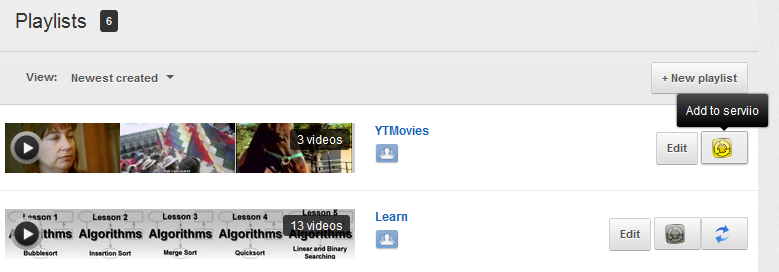 Playlists 6
View: Newest created
+ New playlist
Add to serviio
3 videos
YTMovies
Edit
13 videos
Learn
Edit
Lesson 1 Lesson 2 Lesson 3 Lesson 4 Lesson 5
Algorithms Algorithms Algorithms Algorithms
Bubblesort Insertion Sort Merge Sort Quicksort Linear and Binary
Searching